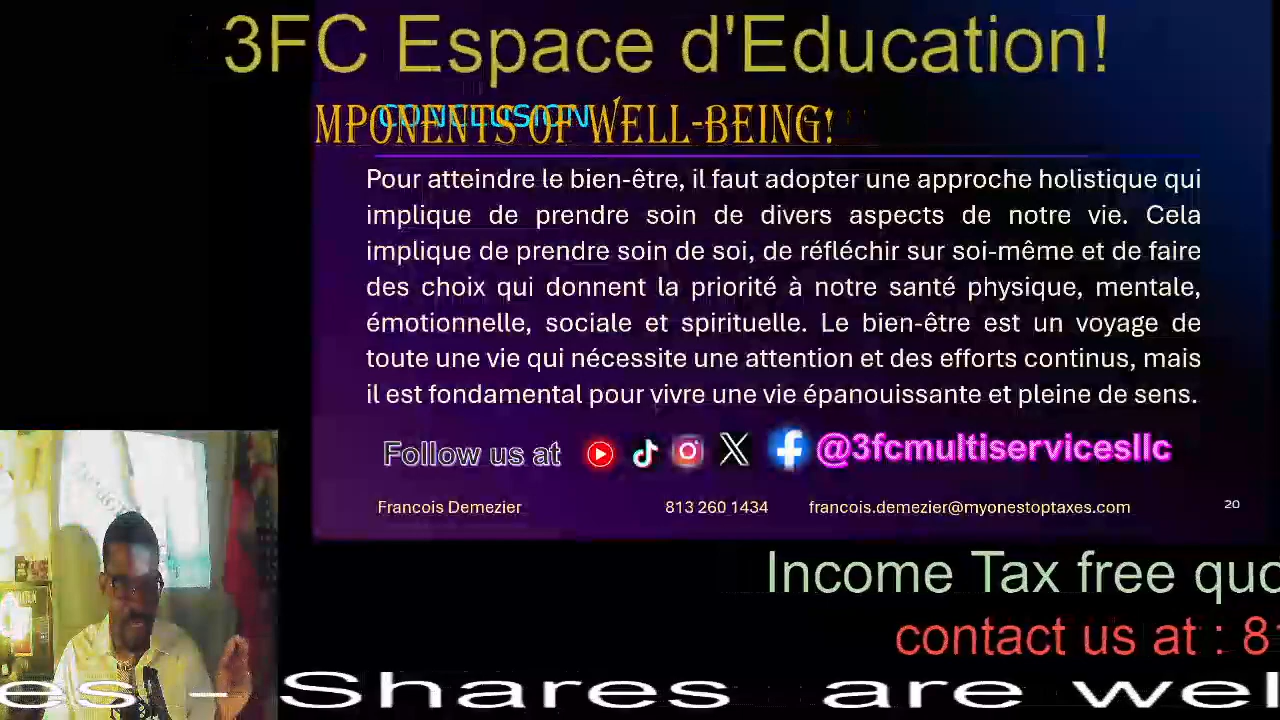 3FC Espace d'Education!
CONCLUSION
MPONENTS OF WELL-BEING!
Pour atteindre le bien-être, il faut adopter une approche holistique qui
implique de prendre soin de divers aspects de notre vie. Cela
implique de prendre soin de soi, de réfléchir sur soi-même et de faire
des choix qui donnent la priorité à notre santé physique, mentale,
émotionnelle, sociale et spirituelle. Le bien-être est un voyage de
toute une vie qui nécessite une attention et des efforts continus, mais
il est fondamental pour vivre une vie épanouissante et pleine de sens.
Follow us at @3fcmultiservicesllc
Francois Demezier 813 260 1434 francois.demezier@myonestoptaxes.com 20
Income Tax free quo
contact us at : 81
es - Shares are wel